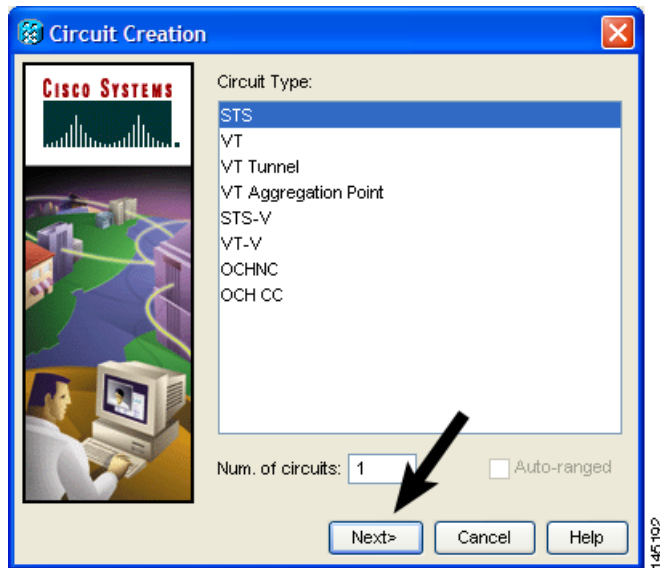 Circuit Creation
CISCO SYSTEMS
Circuit Type:
STS
VT
VT Tunnel
VT Aggregation Point
STS-V
VT-V
OCHNC
OCH CC
Num. of circuits: 1
Auto-ranged
Next>
Cancel
Help
145192